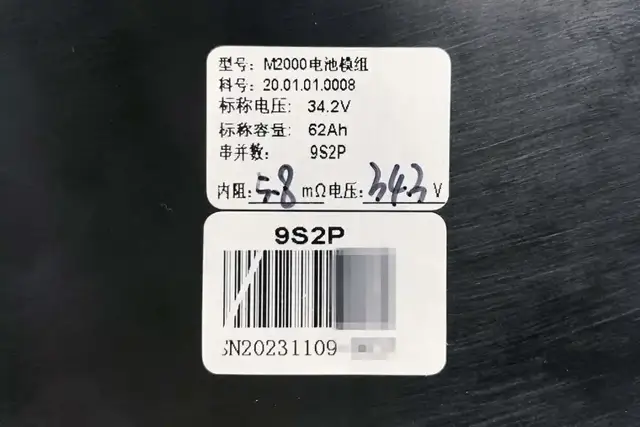 型号：M2000电池模组
料号：20.01.01.0008
标称电压：34.2V
标称容量：62Ah
串并数：9S2P
内阻：5.8 mΩ 电压：34.3 V
9S2P
SN20231109